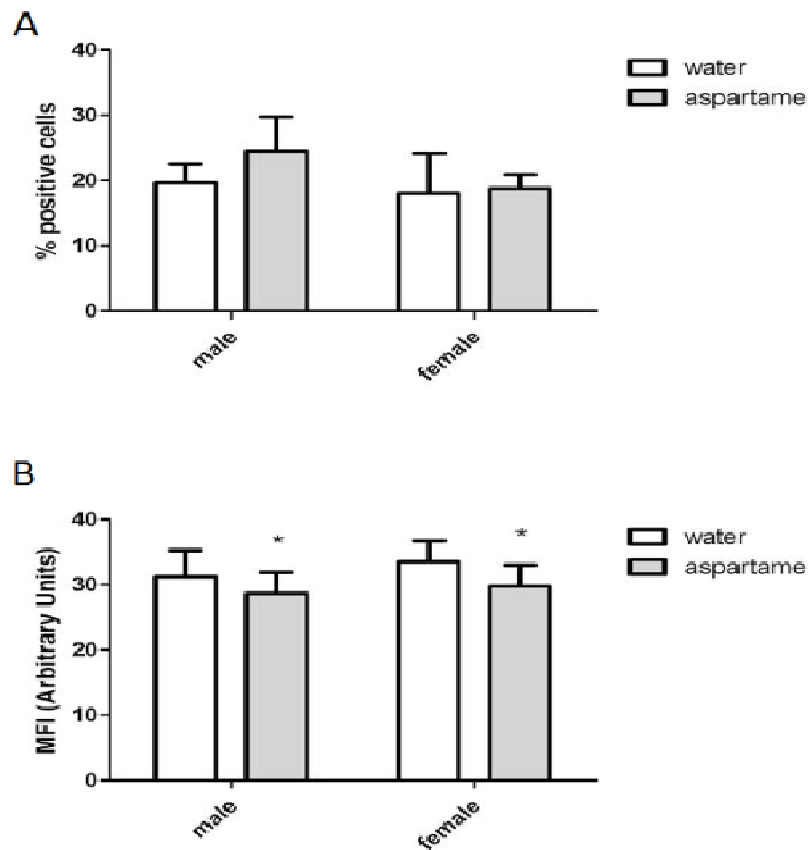 A
% positive cells
40
30
20
10
0
male
female
water
aspartame
B
MFI (Arbitrary Units)
40
30
20
10
0
*
*
male
female
water
aspartame